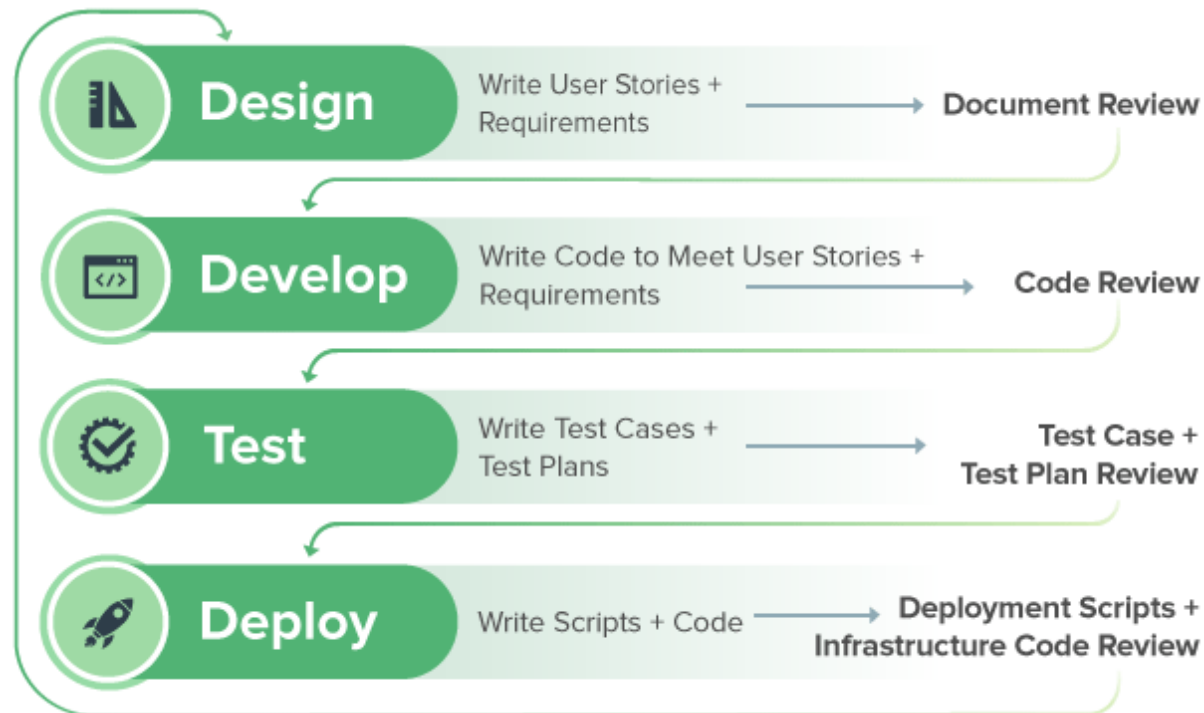 Design
Write User Stories +
Requirements
Document Review
Develop
</>
Write Code to Meet User Stories +
Requirements
Code Review
Test
Write Test Cases +
Test Plans
Test Case +
Test Plan Review
Deploy
Write Scripts + Code
Deployment Scripts +
Infrastructure Code Review